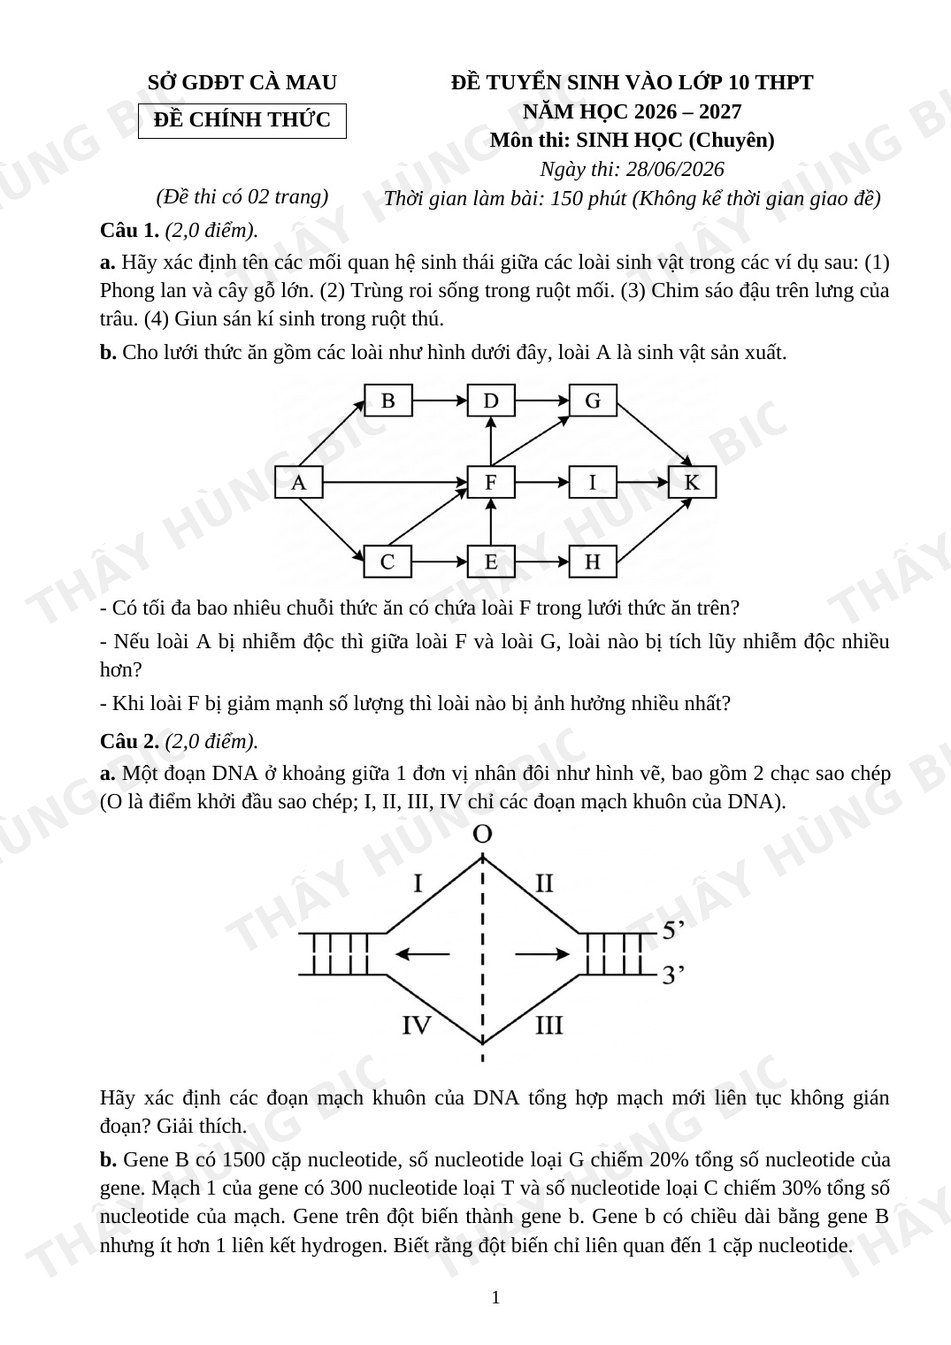 SỞ GDĐT CÀ MAU
ĐỀ CHÍNH THỨC
(Đề thi có 02 trang)
ĐỀ TUYỂN SINH VÀO LỚP 10 THPT
NĂM HỌC 2026 – 2027
Môn thi: SINH HỌC (Chuyên)
Ngày thi: 28/06/2026
Thời gian làm bài: 150 phút (Không kể thời gian giao đề)
Câu 1. (2,0 điểm).
a. Hãy xác định tên các mối quan hệ sinh thái giữa các loài sinh vật trong các ví dụ sau: (1)
Phong lan và cây gỗ lớn. (2) Trùng roi sống trong ruột mối. (3) Chim sáo đậu trên lưng của
trâu. (4) Giun sán kí sinh trong ruột thú.
b. Cho lưới thức ăn gồm các loài như hình dưới đây, loài A là sinh vật sản xuất.
B D G
A F I K
C E H
- Có tối đa bao nhiêu chuỗi thức ăn có chứa loài F trong lưới thức ăn trên?
- Nếu loài A bị nhiễm độc thì giữa loài F và loài G, loài nào bị tích lũy nhiễm độc nhiều
hơn?
- Khi loài F bị giảm mạnh số lượng thì loài nào bị ảnh hưởng nhiều nhất?
Câu 2. (2,0 điểm).
a. Một đoạn DNA ở khoảng giữa 1 đơn vị nhân đôi như hình vẽ, bao gồm 2 chạc sao chép
(O là điểm khởi đầu sao chép; I, II, III, IV chỉ các đoạn mạch khuôn của DNA).
O
I II
5’
3’
IV III
Hãy xác định các đoạn mạch khuôn của DNA tổng hợp mạch mới liên tục không gián
đoạn? Giải thích.
b. Gene B có 1500 cặp nucleotide, số nucleotide loại G chiếm 20% tổng số nucleotide của
gene. Mạch 1 của gene có 300 nucleotide loại T và số nucleotide loại C chiếm 30% tổng số
nucleotide của mạch. Gene trên đột biến thành gene b. Gene b có chiều dài bằng gene B
nhưng ít hơn 1 liên kết hydrogen. Biết rằng đột biến chỉ liên quan đến 1 cặp nucleotide.
1
THẦY HÙNG BIC